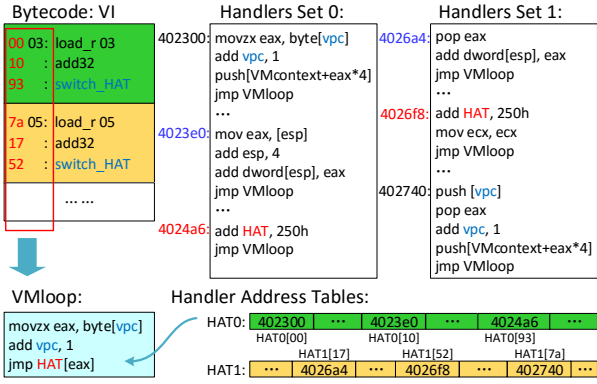 Bytecode: VI
00 03: load_r 03
10 : add32
93 : switch_HAT
7a 05: load_r 05
17 : add32
52 : switch_HAT
... ...
Handlers Set 0:
402300: movzx eax, byte[vpc]
add vpc, 1
push[VMcontext+eax*4]
jmp VMloop
...
4023e0: mov eax, [esp]
add esp, 4
add dword[esp], eax
jmp VMloop
...
4024a6: add HAT, 250h
jmp VMloop
Handlers Set 1:
4026a4: pop eax
add dword[esp], eax
jmp VMloop
...
4026f8: add HAT, 250h
mov ecx, ecx
jmp VMloop
...
402740: push [vpc]
pop eax
add vpc, 1
push[VMcontext+eax*4]
jmp VMloop
VMloop:
movzx eax, byte[vpc]
add vpc, 1
jmp HAT[eax]
Handler Address Tables:
HAT0: 402300 ... 4023e0 ... 4024a6 ...
HAT0[00] HAT0[10] HAT0[93]
HAT1[17] HAT1[52] HAT1[7a]
HAT1: ... 4026a4 ... 4026f8 ... 402740 ...